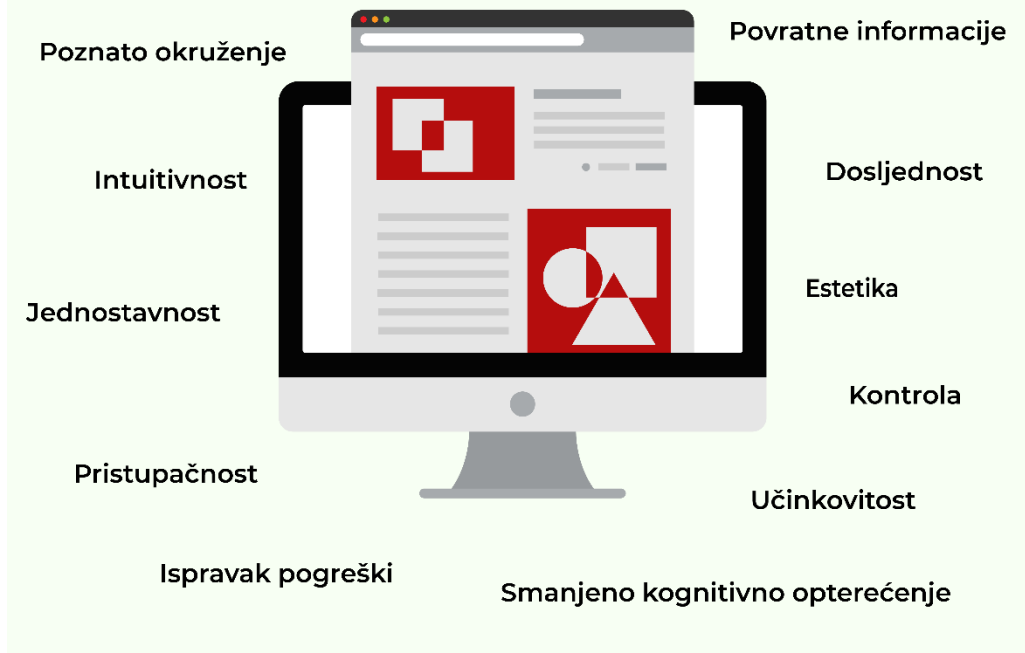 Poznato okruženje
Povratne informacije
Intuitivnost
Dosljednost
Jednostavnost
Estetika
Kontrola
Pristupačnost
Učinkovitost
Ispravak pogreški
Smanjeno kognitivno opterećenje